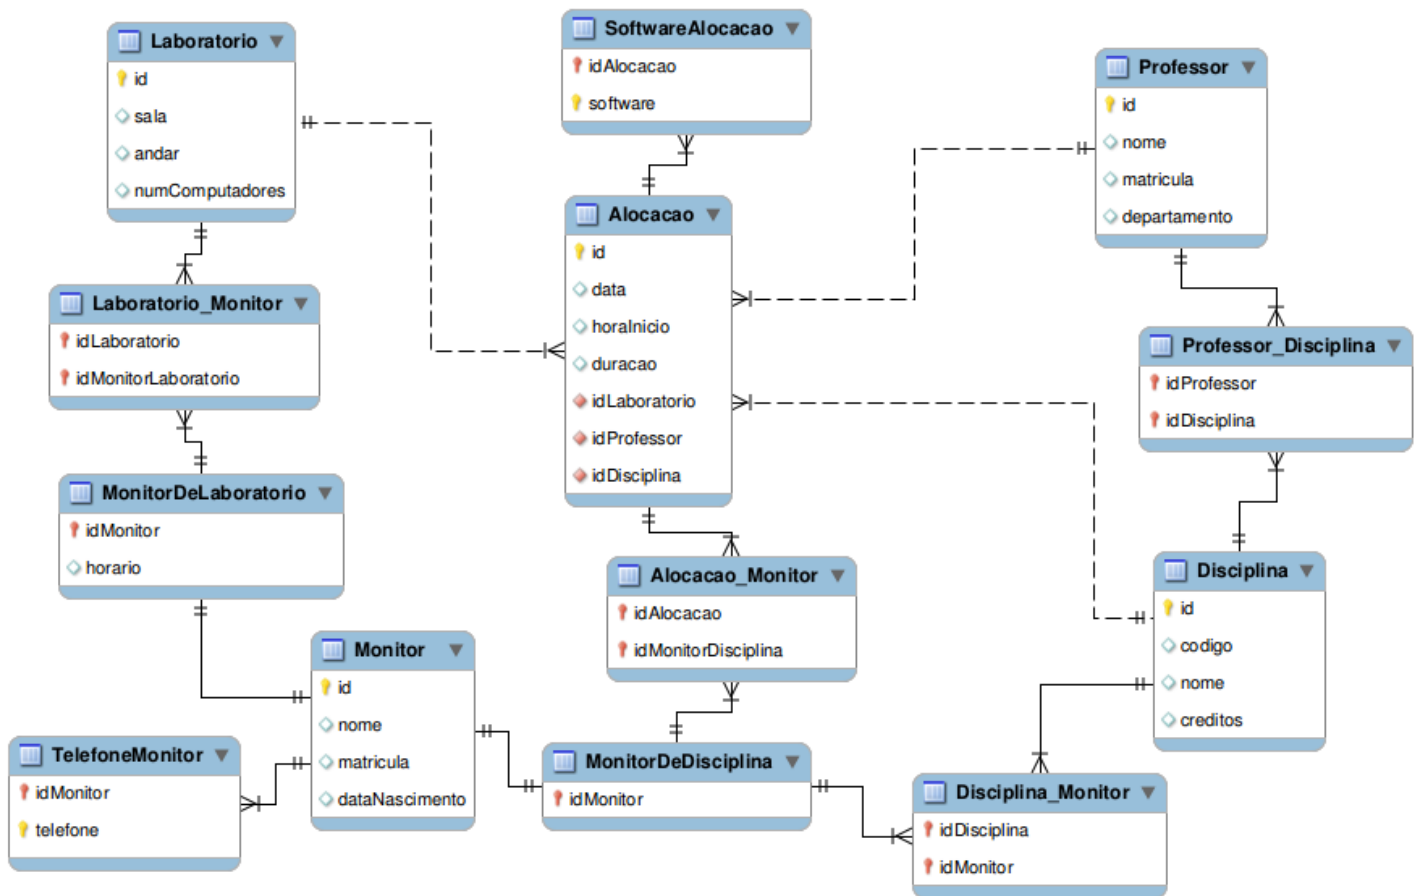 Laboratorio
id
sala
andar
numComputadores
SoftwareAlocacao
idAlocacao
software
Professor
id
nome
matricula
departamento
Alocacao
id
data
horaInicio
duracao
idLaboratorio
idProfessor
idDisciplina
Laboratorio_Monitor
idLaboratorio
idMonitorLaboratorio
Professor_Disciplina
idProfessor
idDisciplina
MonitorDeLaboratorio
idMonitor
horario
Alocacao_Monitor
idAlocacao
idMonitorDisciplina
Disciplina
id
codigo
nome
creditos
Monitor
id
nome
matricula
dataNascimento
TelefoneMonitor
idMonitor
telefone
MonitorDeDisciplina
idMonitor
Disciplina_Monitor
idDisciplina
idMonitor